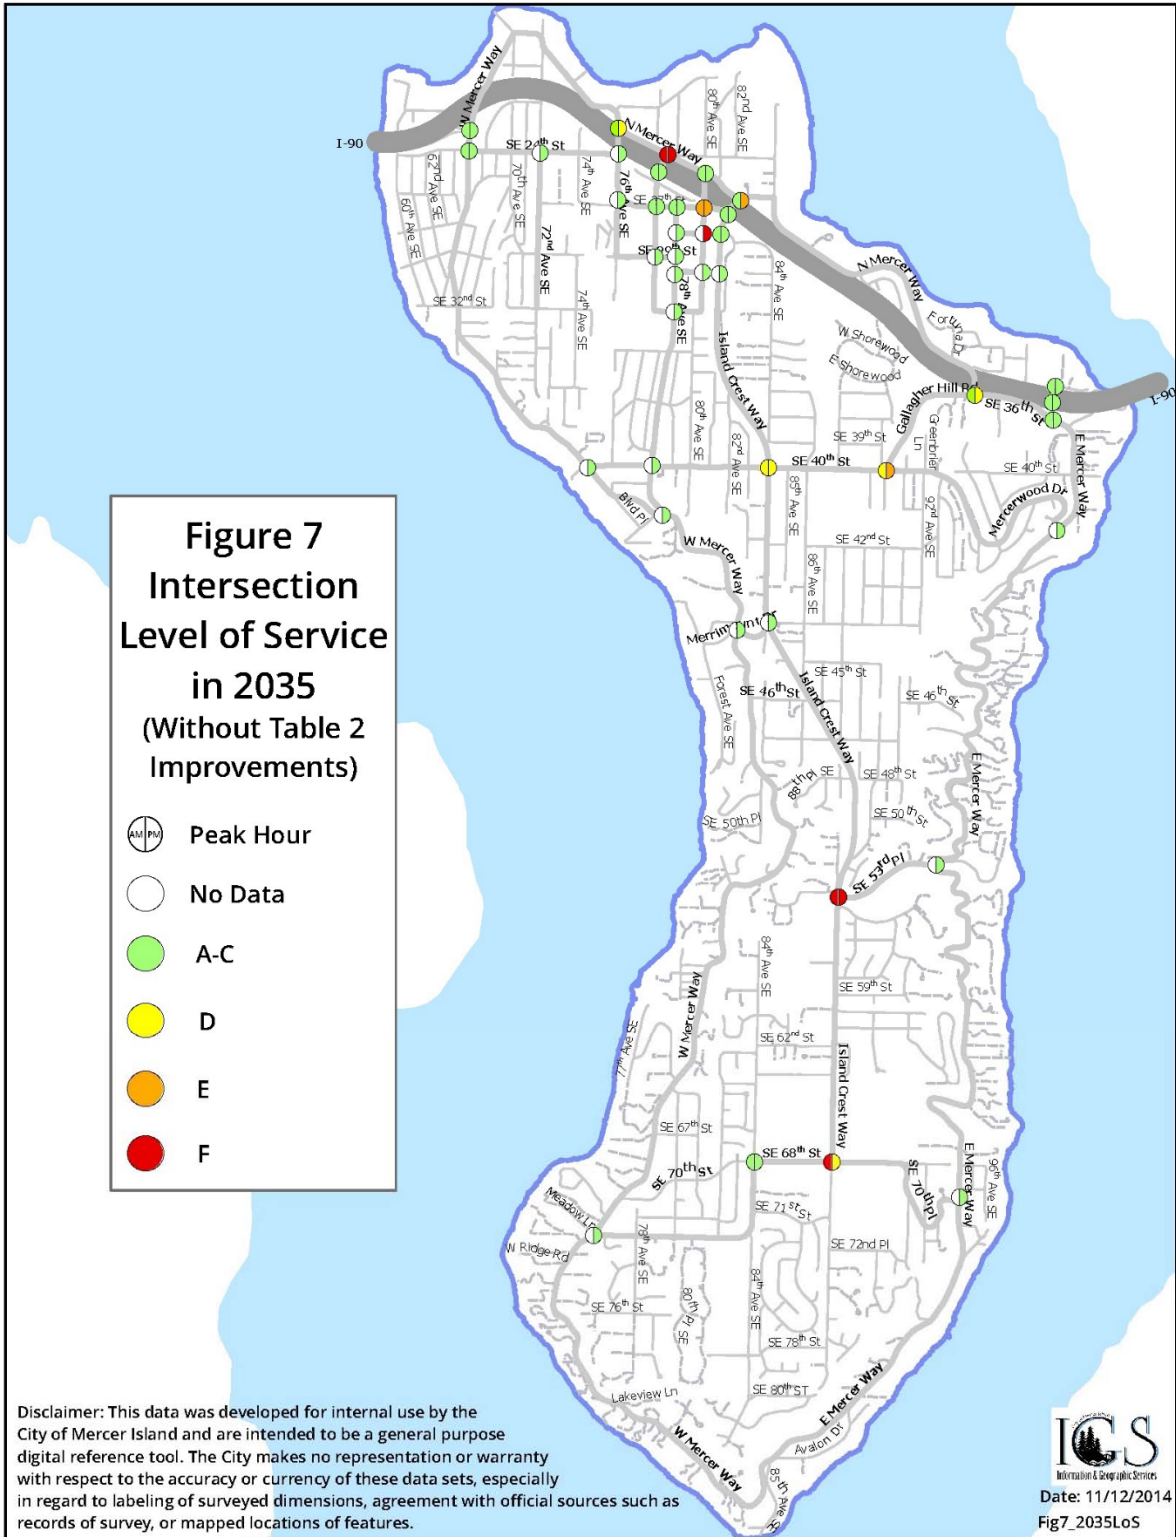 I-90
W Mercer Way
SE 24th St
N Mercer Way
80th Ave SE
82nd Ave SE
62nd Ave SE
60th Ave SE
70th Ave SE
72nd Ave SE
74th Ave SE
76th Ave SE
78th Ave SE
84th Ave SE
SE 32nd St
74th Ave SE
Island Crest Way
N Mercer Way
Fortuna Dr
W Shorewood
E Shorewood
I-90
Gallagher Hill Rd
SE 36th St
E Mercer Way
80th Ave SE
82nd Ave SE
SE 39th St
Greenbrier
Ln
SE 40th St
SE 40th St
85th Ave SE
92nd Ave SE
Mercerwood Dr
Blvd Pl
SE 42nd St
W Mercer Way
86th Ave SE
SE 45th St
SE 46th St
SE 46th St
Forest Ave SE
Island Crest Way
88th Pl SE
SE 48th St
E Mercer Way
SE 50th Pl
SE 50th St
SE 53rd Pl
84th Ave SE
SE 59th St
W Mercer Way
77th Ave SE
SE 62nd St
Island Crest Way
SE 67th St
SE 68th St
SE 70th St
SE 70th Pl
E Mercer Way
96th Ave SE
Meadow Ln
W Ridge Rd
78th Ave SE
SE 71st St
SE 72nd Pl
SE 76th St
80th Pl SE
84th Ave SE
SE 78th St
Lakeview Ln
SE 80th ST
E Mercer Way
Avalon Dr
W Mercer Way
85th Ave SE
Figure 7
Intersection
Level of Service
in 2035
(Without Table 2
Improvements)
AM PM Peak Hour
No Data
A-C
D
E
F
Disclaimer: This data was developed for internal use by the
City of Mercer Island and are intended to be a general purpose
digital reference tool. The City makes no representation or warranty
with respect to the accuracy or currency of these data sets, especially
in regard to labeling of surveyed dimensions, agreement with official sources such as
records of survey, or mapped locations of features.
IGS
Information & Geographic Services
Date: 11/12/2014
Fig7_2035LoS